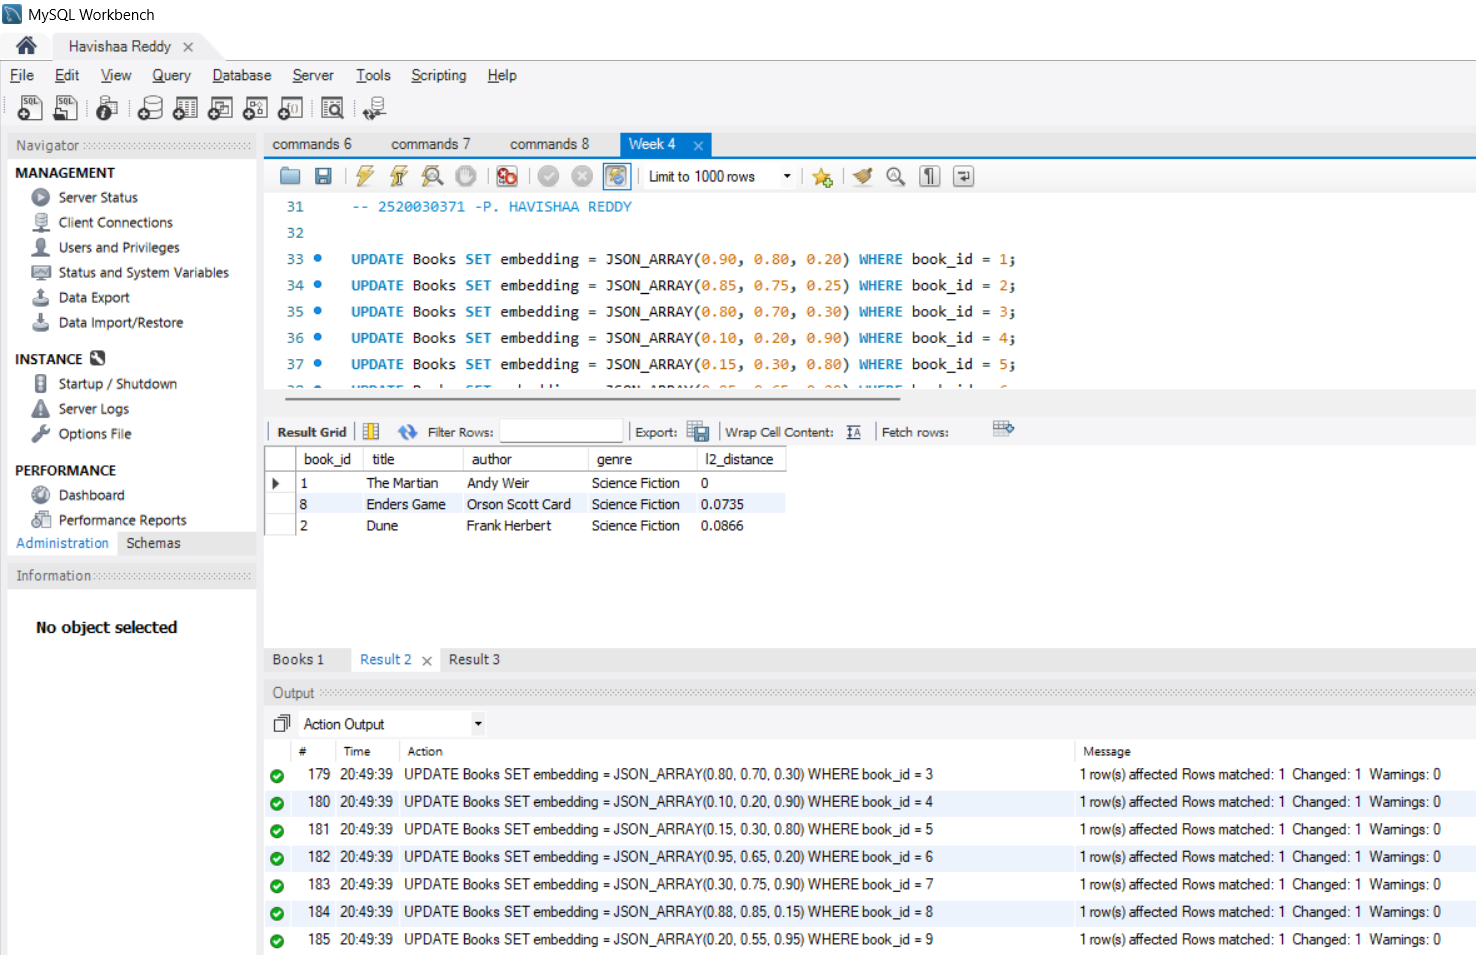 MySQL Workbench
Havishaa Reddy
File Edit View Query Database Server Tools Scripting Help
Navigator
MANAGEMENT
Server Status
Client Connections
Users and Privileges
Status and System Variables
Data Export
Data Import/Restore
INSTANCE
Startup / Shutdown
Server Logs
Options File
PERFORMANCE
Dashboard
Performance Reports
Administration Schemas
Information
No object selected
commands 6 commands 7 commands 8 Week 4
Limit to 1000 rows
31 -- 2520030371 -P. HAVISHAA REDDY
32
33 UPDATE Books SET embedding = JSON_ARRAY(0.90, 0.80, 0.20) WHERE book_id = 1;
34 UPDATE Books SET embedding = JSON_ARRAY(0.85, 0.75, 0.25) WHERE book_id = 2;
35 UPDATE Books SET embedding = JSON_ARRAY(0.80, 0.70, 0.30) WHERE book_id = 3;
36 UPDATE Books SET embedding = JSON_ARRAY(0.10, 0.20, 0.90) WHERE book_id = 4;
37 UPDATE Books SET embedding = JSON_ARRAY(0.15, 0.30, 0.80) WHERE book_id = 5;
Result Grid Filter Rows: Export: Wrap Cell Content: Fetch rows:
book_id title author genre l2_distance
1 The Martian Andy Weir Science Fiction 0
8 Enders Game Orson Scott Card Science Fiction 0.0735
2 Dune Frank Herbert Science Fiction 0.0866
Books 1 Result 2 Result 3
Output
Action Output
# Time Action Message
179 20:49:39 UPDATE Books SET embedding = JSON_ARRAY(0.80, 0.70, 0.30) WHERE book_id = 3 1 row(s) affected Rows matched: 1 Changed: 1 Warnings: 0
180 20:49:39 UPDATE Books SET embedding = JSON_ARRAY(0.10, 0.20, 0.90) WHERE book_id = 4 1 row(s) affected Rows matched: 1 Changed: 1 Warnings: 0
181 20:49:39 UPDATE Books SET embedding = JSON_ARRAY(0.15, 0.30, 0.80) WHERE book_id = 5 1 row(s) affected Rows matched: 1 Changed: 1 Warnings: 0
182 20:49:39 UPDATE Books SET embedding = JSON_ARRAY(0.95, 0.65, 0.20) WHERE book_id = 6 1 row(s) affected Rows matched: 1 Changed: 1 Warnings: 0
183 20:49:39 UPDATE Books SET embedding = JSON_ARRAY(0.30, 0.75, 0.90) WHERE book_id = 7 1 row(s) affected Rows matched: 1 Changed: 1 Warnings: 0
184 20:49:39 UPDATE Books SET embedding = JSON_ARRAY(0.88, 0.85, 0.15) WHERE book_id = 8 1 row(s) affected Rows matched: 1 Changed: 1 Warnings: 0
185 20:49:39 UPDATE Books SET embedding = JSON_ARRAY(0.20, 0.55, 0.95) WHERE book_id = 9 1 row(s) affected Rows matched: 1 Changed: 1 Warnings: 0